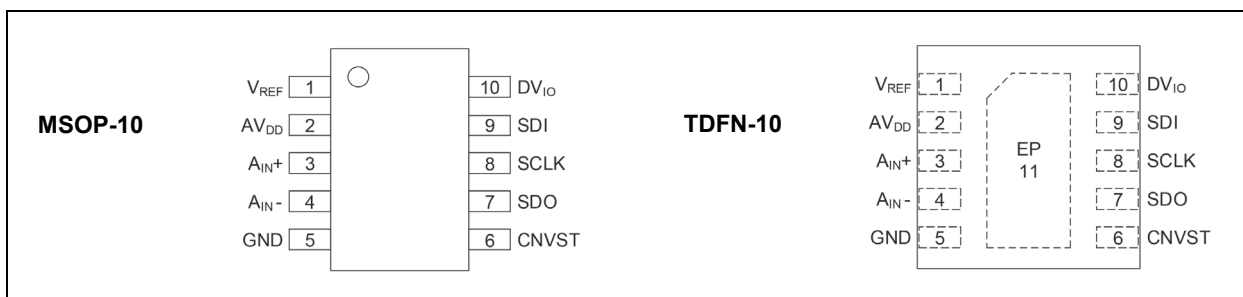 MSOP-10
V_REF 1
10 DV_IO
AV_DD 2
9 SDI
A_IN+ 3
8 SCLK
A_IN- 4
7 SDO
GND 5
6 CNVST
TDFN-10
V_REF 1
10 DV_IO
AV_DD 2
9 SDI
A_IN+ 3
8 SCLK
A_IN- 4
7 SDO
GND 5
6 CNVST
EP
11